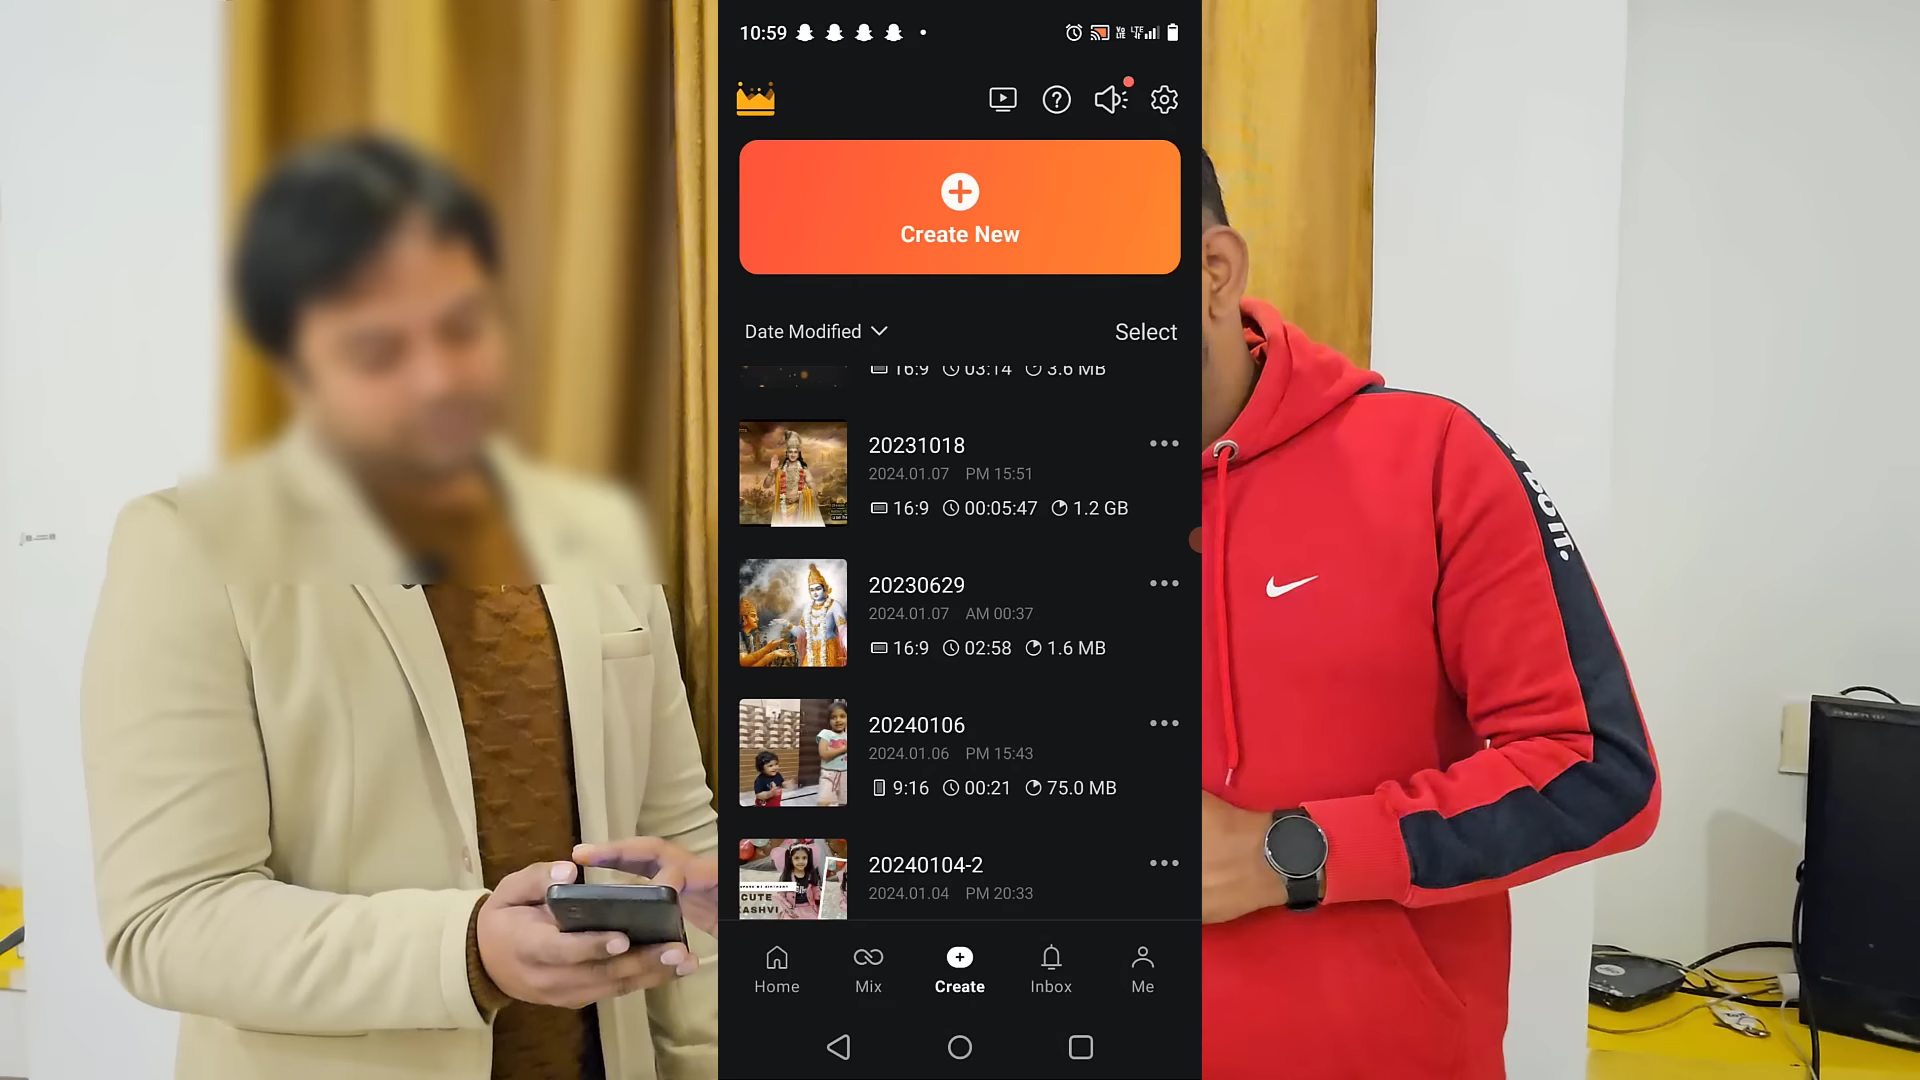 10:59
Create New
Date Modified
Select
16:9 03:14 3.6 MB
20231018
2024.01.07 PM 15:51
16:9 00:05:47 1.2 GB
20230629
2024.01.07 AM 00:37
16:9 02:58 1.6 MB
20240106
2024.01.06 PM 15:43
9:16 00:21 75.0 MB
20240104-2
2024.01.04 PM 20:33
CUTE
KASHVI
Home
Mix
Create
Inbox
Me
DO IT.